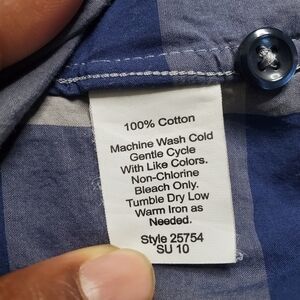 100% Cotton
Machine Wash Cold
Gentle Cycle
With Like Colors.
Non-Chlorine
Bleach Only.
Tumble Dry Low
Warm Iron as
Needed.
Style 25754
SU 10